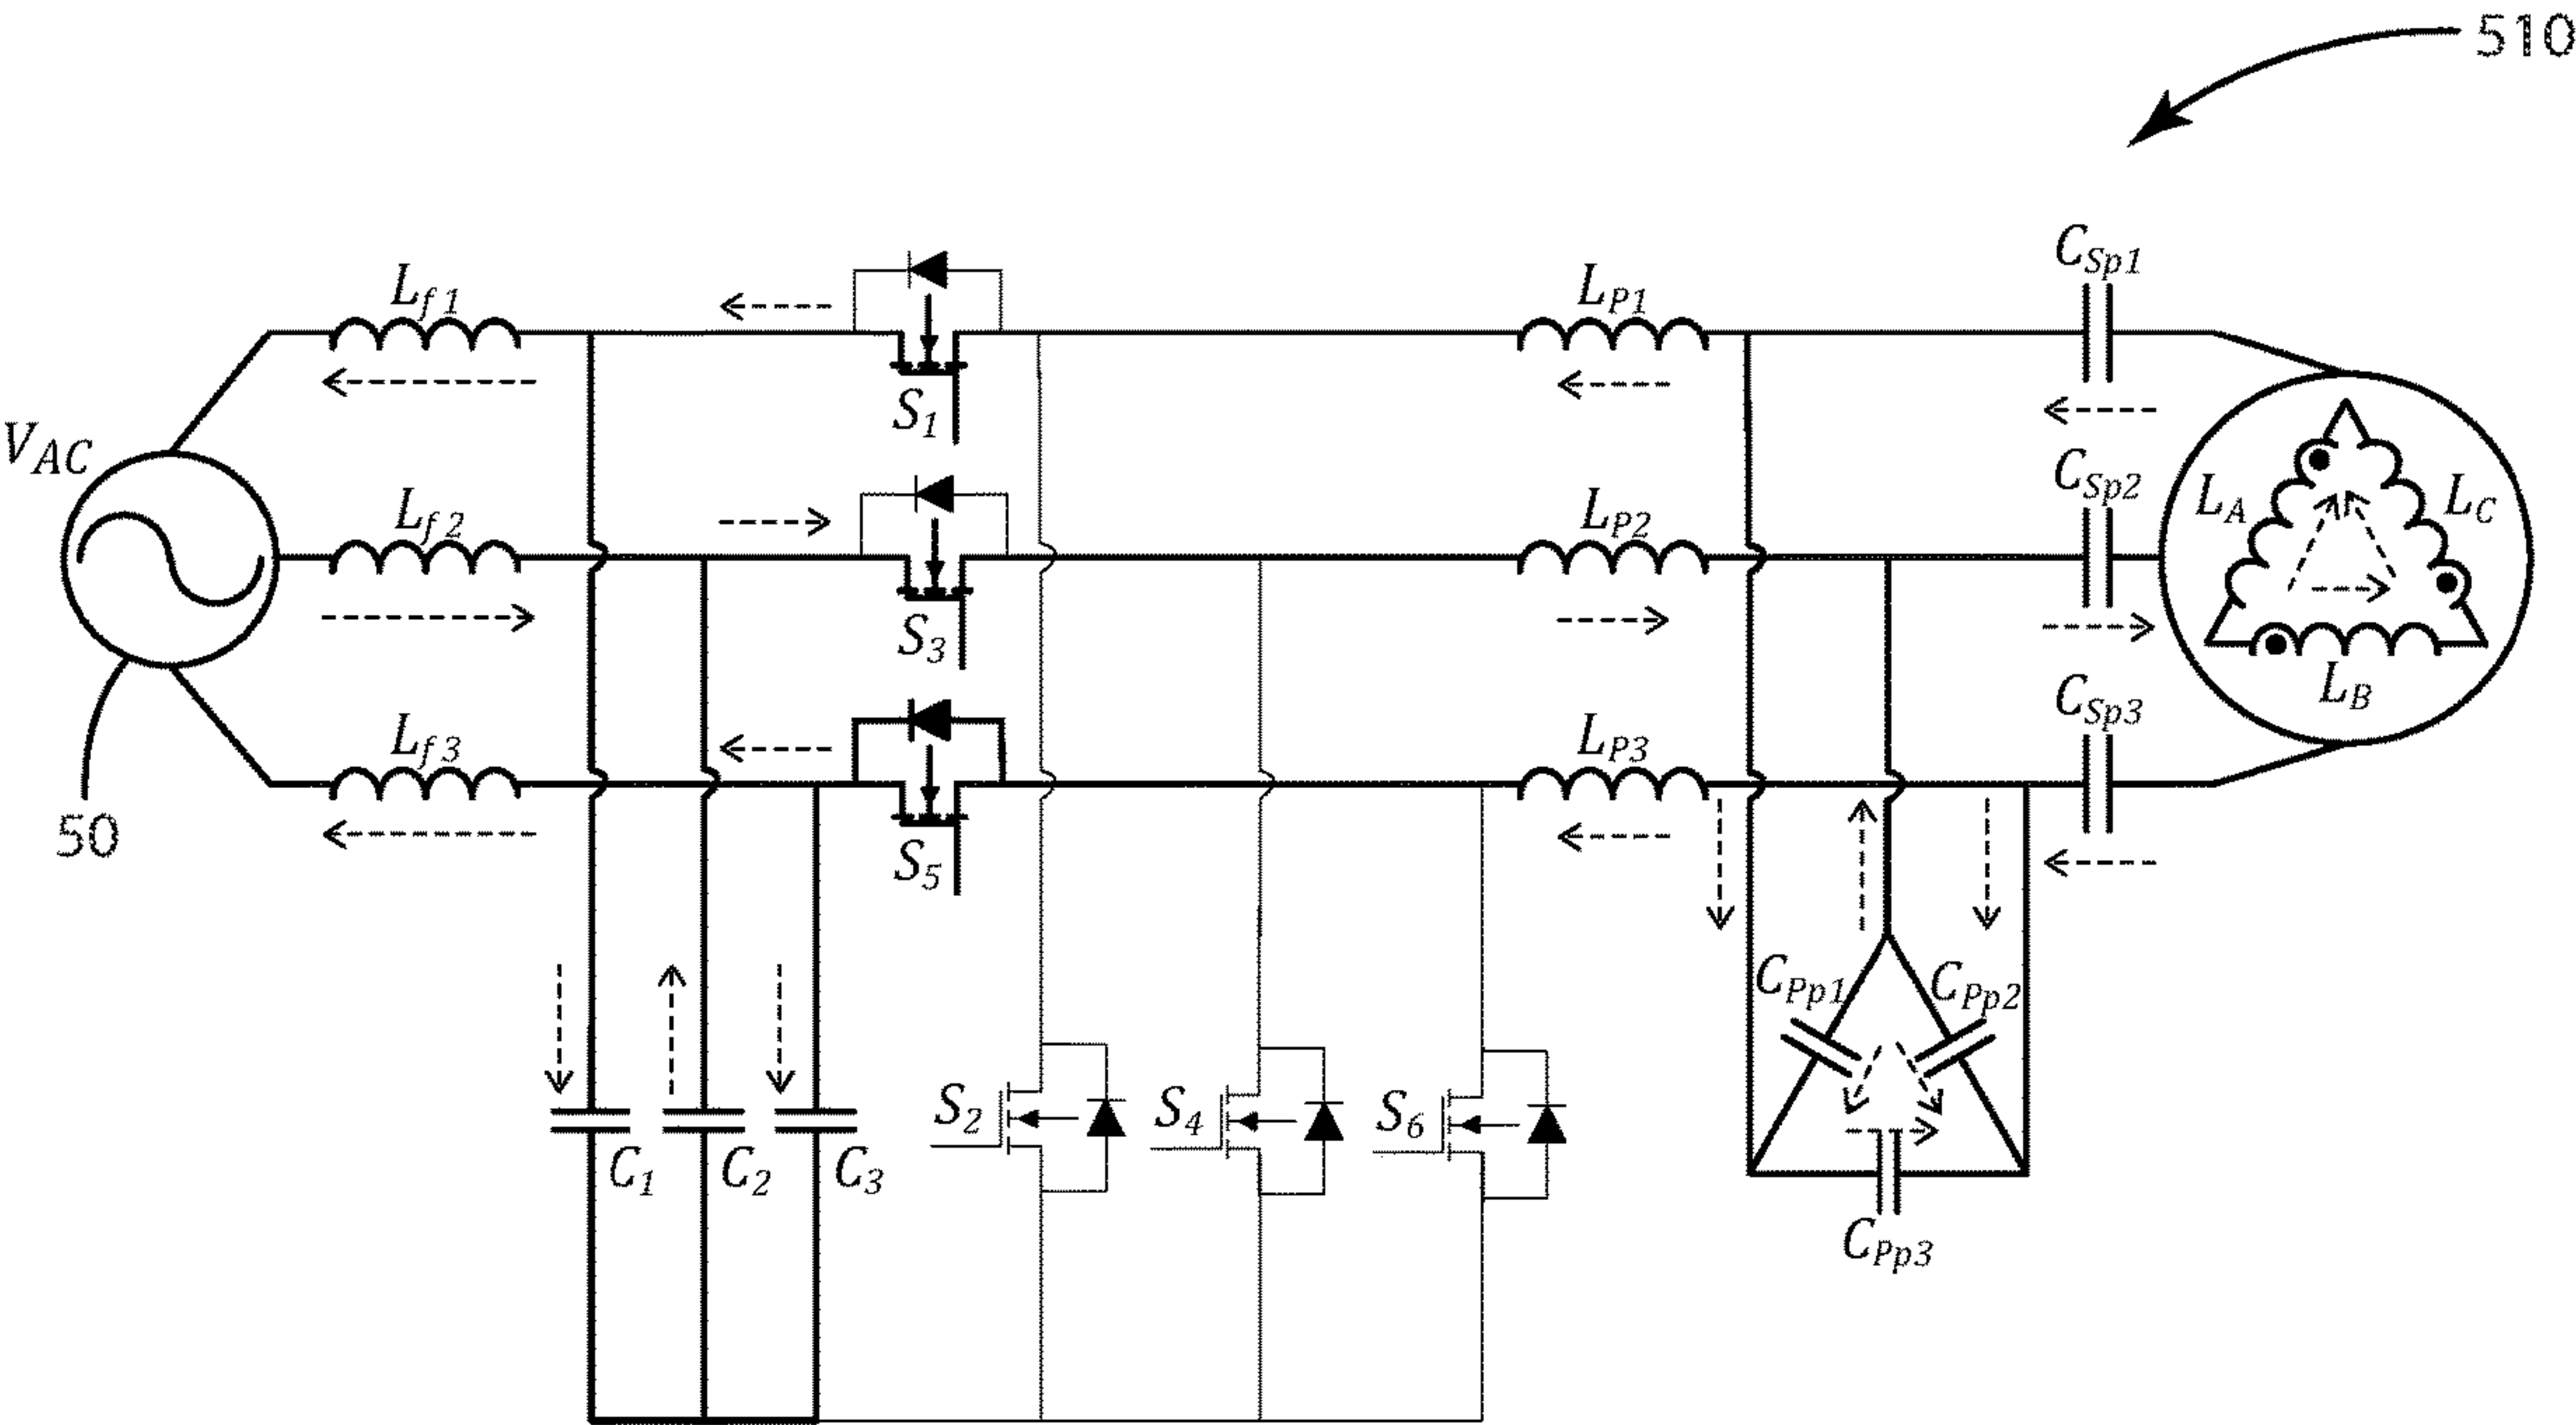 510
C_{Sp1}
L_{f1}
L_{P1}
S_1
V_{AC}
C_{Sp2}
L_A
L_C
L_{f2}
L_{P2}
S_3
L_B
C_{Sp3}
L_{f3}
L_{P3}
50
S_5
C_{Pp1}
C_{Pp2}
S_2
S_4
S_6
C_1
C_2
C_3
C_{Pp3}